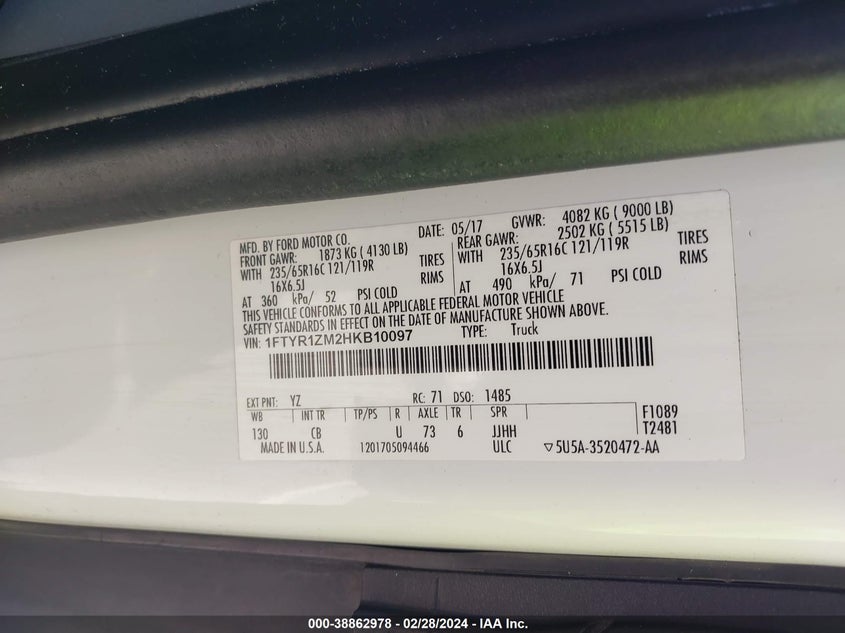 MFD. BY FORD MOTOR CO. DATE: 05/17 GVWR: 4082 KG ( 9000 LB)
FRONT GAWR: 1873 KG ( 4130 LB) REAR GAWR: 2502 KG ( 5515 LB)
WITH 235/65R16C 121/119R TIRES WITH 235/65R16C 121/119R TIRES
16X6.5J RIMS 16X6.5J RIMS
AT 360 kPa/ 52 PSI COLD AT 490 kPa/ 71 PSI COLD
THIS VEHICLE CONFORMS TO ALL APPLICABLE FEDERAL MOTOR VEHICLE
SAFETY STANDARDS IN EFFECT ON THE DATE OF MANUFACTURE SHOWN ABOVE.
VIN: 1FTYR1ZM2HKB10097 TYPE: Truck
EXT PNT: YZ RC: 71 DSO: 1485
WB INT TR TP/PS R AXLE TR SPR F1089
130 CB U 73 6 JJHH T2481
MADE IN U.S.A. 1201705094466 ULC ▽5U5A-3520472-AA
000-38862978 - 02/28/2024 - IAA Inc.